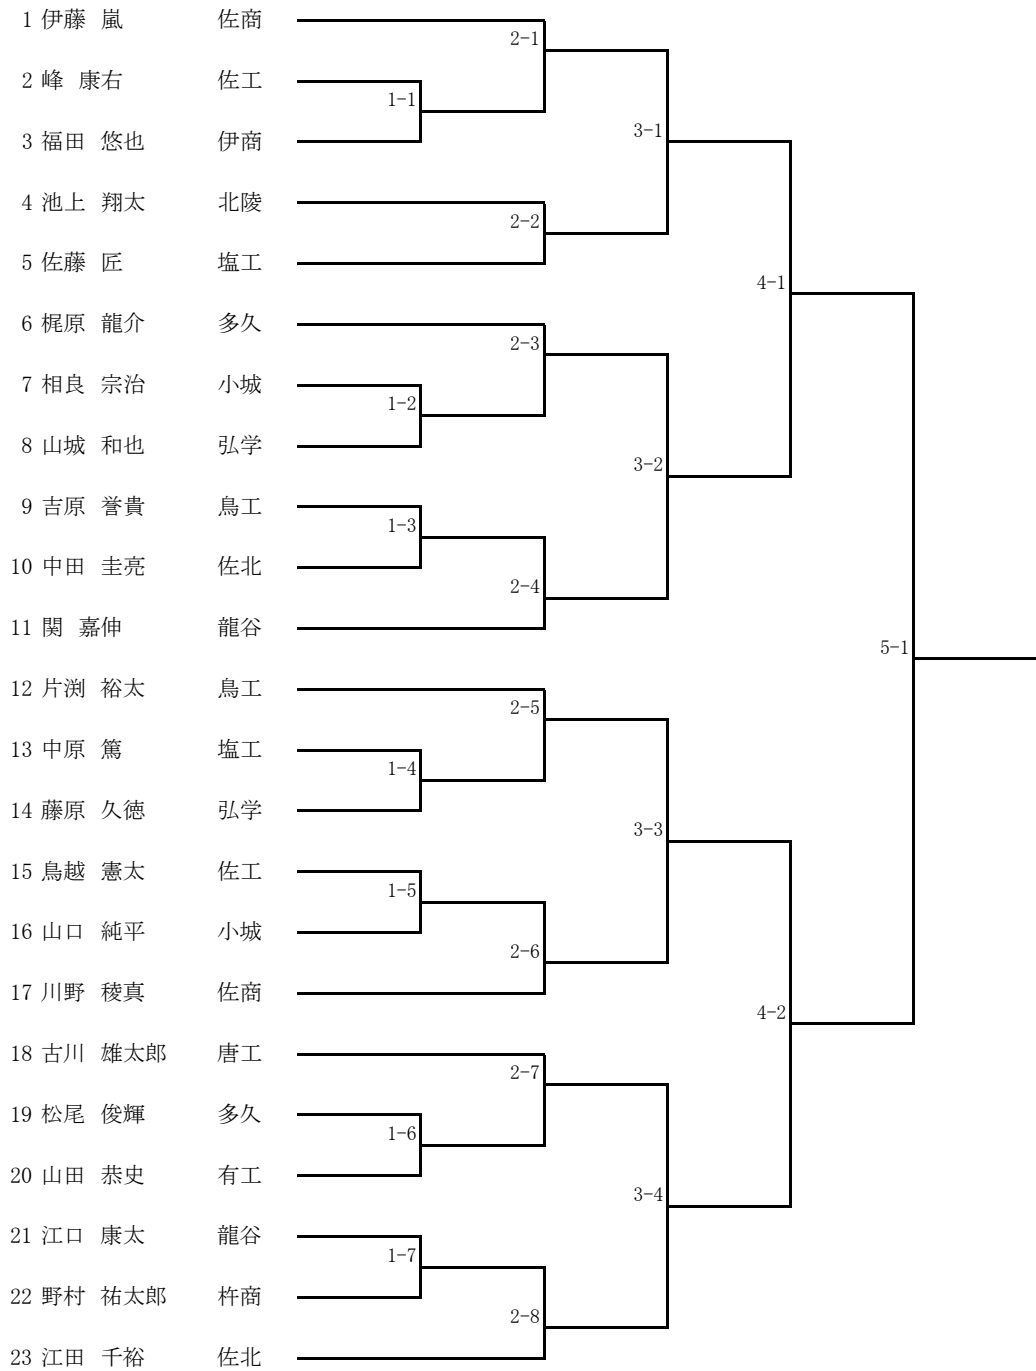 1 伊藤 嵐 佐商
2-1
2 峰 康右 佐工
1-1
3 福田 悠也 伊商
3-1
4 池上 翔太 北陵
2-2
5 佐藤 匠 塩工
4-1
6 梶原 龍介 多久
2-3
7 相良 宗治 小城
1-2
8 山城 和也 弘学
3-2
9 吉原 誉貴 鳥工
1-3
10 中田 圭亮 佐北
2-4
11 関 嘉伸 龍谷
5-1
12 片渕 裕太 鳥工
2-5
13 中原 篤 塩工
1-4
14 藤原 久徳 弘学
3-3
15 鳥越 憲太 佐工
1-5
16 山口 純平 小城
2-6
17 川野 稜真 佐商
4-2
18 古川 雄太郎 唐工
2-7
19 松尾 俊輝 多久
1-6
20 山田 恭史 有工
3-4
21 江口 康太 龍谷
1-7
22 野村 祐太郎 杵商
2-8
23 江田 千裕 佐北